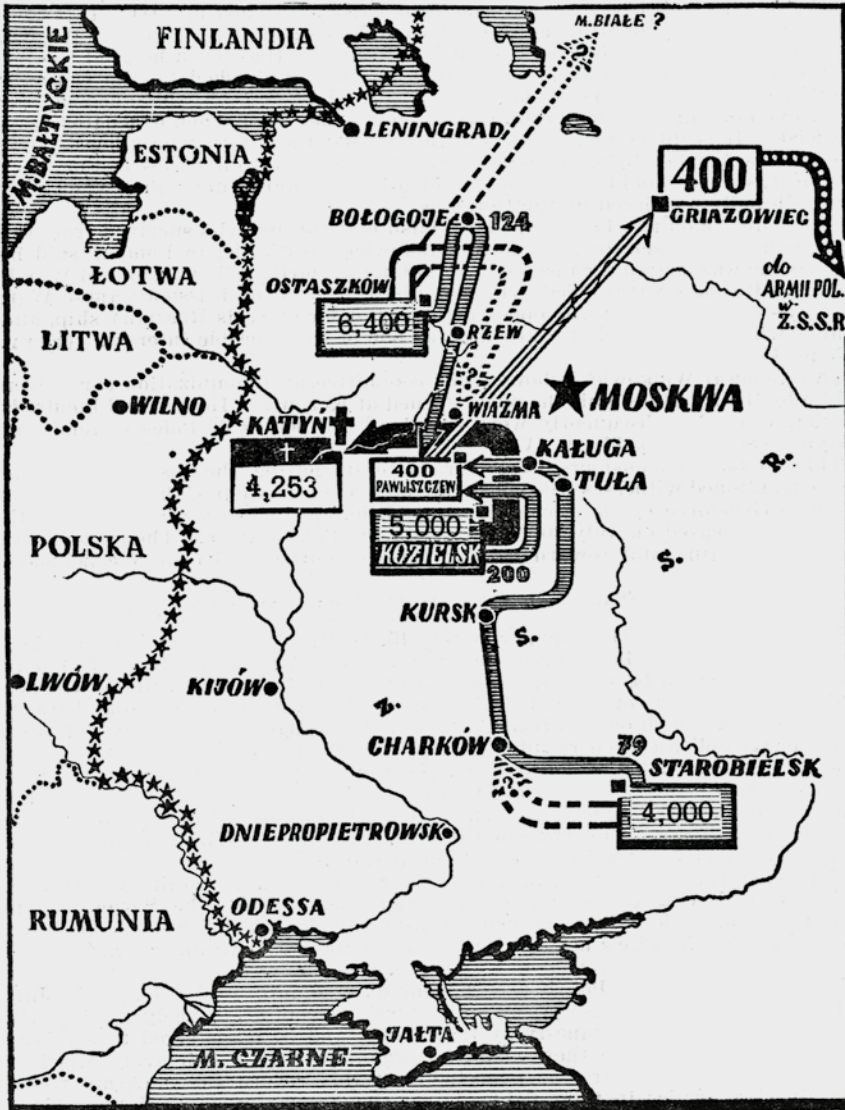 M. BIAŁE ?
FINLANDIA
?
M. BAŁTYCKIE
LENINGRAD
ESTONIA
400
GRIAZOWIEC
BOŁOGOJE
124
do
ARMII POL.
w
Z.S.S.R
ŁOTWA
OSTASZKÓW
6,400
RZEW
LITWA
?
WILNO
WIAŹMA
MOSKWA
KATYŃ
4,253
400
PAWLISZCZEW
KAŁUGA
TUŁA
R.
5,000
KOZIELSK
200
POLSKA
S.
KURSK
S.
LWÓW
KIJÓW
Z.
CHARKÓW
79
STAROBIELSK
?
4,000
DNIEPROPIETROWSK
RUMUNIA
ODESSA
JAŁTA
M. CZARNE